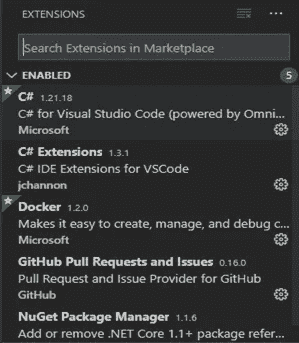 EXTENSIONS
Search Extensions in Marketplace
ENABLED 5
C# 1.21.18
C# for Visual Studio Code (powered by Omni...
Microsoft
C# Extensions 1.3.1
C# IDE Extensions for VSCode
jchannon
Docker 1.2.0
Makes it easy to create, manage, and debug c...
Microsoft
GitHub Pull Requests and Issues 0.16.0
Pull Request and Issue Provider for GitHub
GitHub
NuGet Package Manager 1.1.6
Add or remove .NET Core 1.1+ package refer...